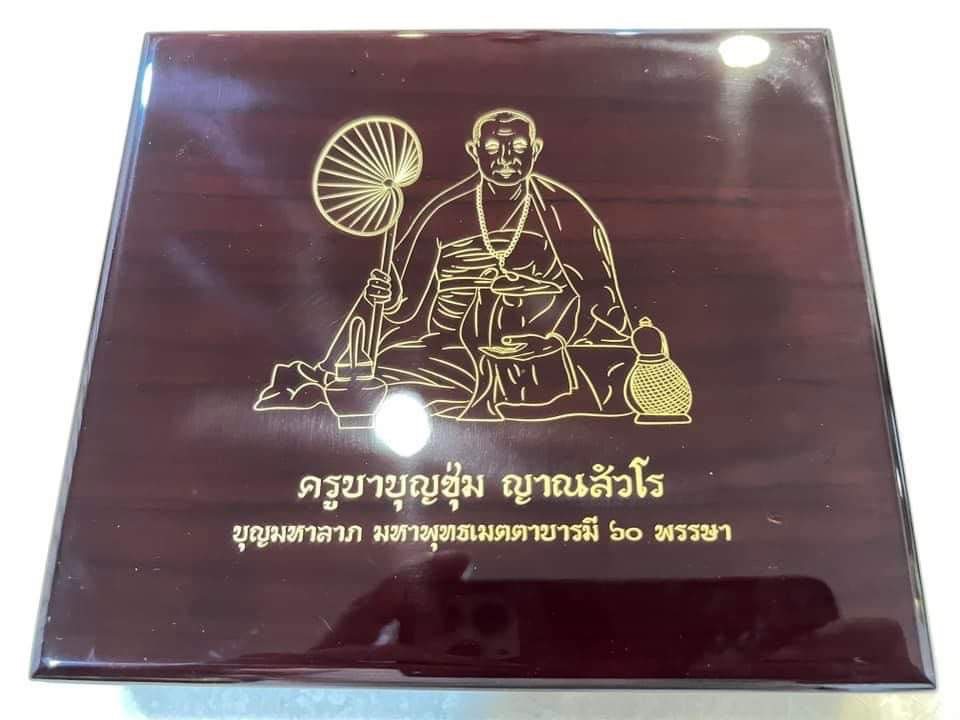 ครูบาบุญชุ่ม ญาณสํวโร
บุญมหาลาภ มหาพุทธเมตตาบารมี ๖๐ พรรษา